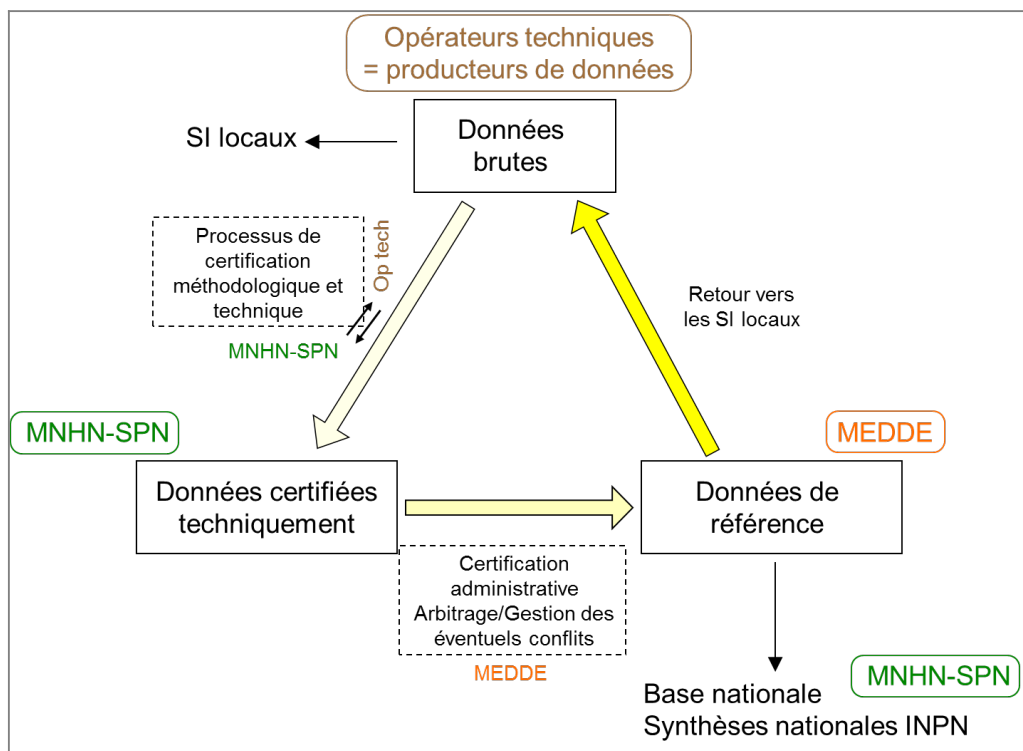 Opérateurs techniques
= producteurs de données
Données
brutes
SI locaux
Processus de
certification
méthodologique et
technique
Op tech
MNHN-SPN
Retour vers
les SI locaux
MNHN-SPN
MEDDE
Données certifiées
techniquement
Données de
référence
Certification
administrative
Arbitrage/Gestion des
éventuels conflits
MEDDE
MNHN-SPN
Base nationale
Synthèses nationales INPN